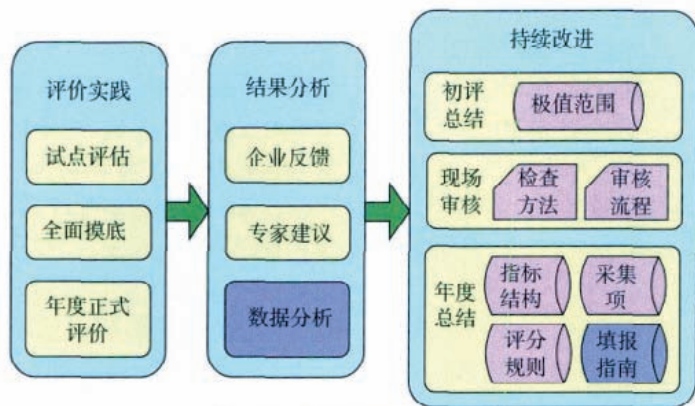 评价实践
试点评估
全面摸底
年度正式
评价
结果分析
企业反馈
专家建议
数据分析
持续改进
初评
总结
极值范围
现场
审核
检查
方法
审核
流程
年度
总结
指标
结构
采集
项
评分
规则
填报
指南